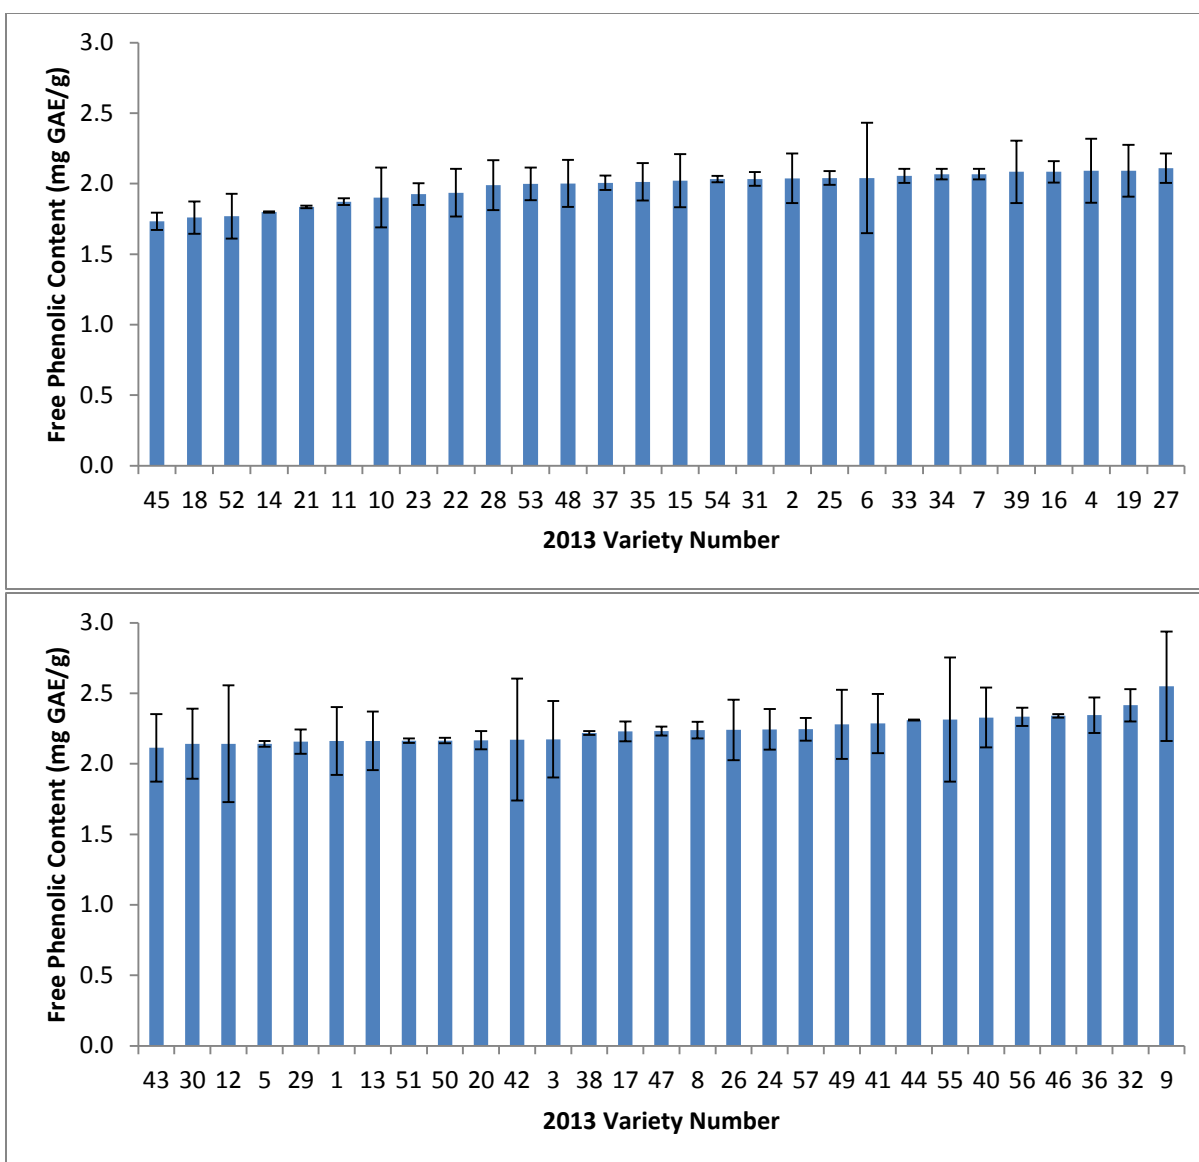 Free Phenolic Content (mg GAE/g)
3.0
2.5
2.0
1.5
1.0
0.5
0.0
45 18 52 14 21 11 10 23 22 28 53 48 37 35 15 54 31 2 25 6 33 34 7 39 16 4 19 27
2013 Variety Number
Free Phenolic Content (mg GAE/g)
3.0
2.5
2.0
1.5
1.0
0.5
0.0
43 30 12 5 29 1 13 51 50 20 42 3 38 17 47 8 26 24 57 49 41 44 55 40 56 46 36 32 9
2013 Variety Number